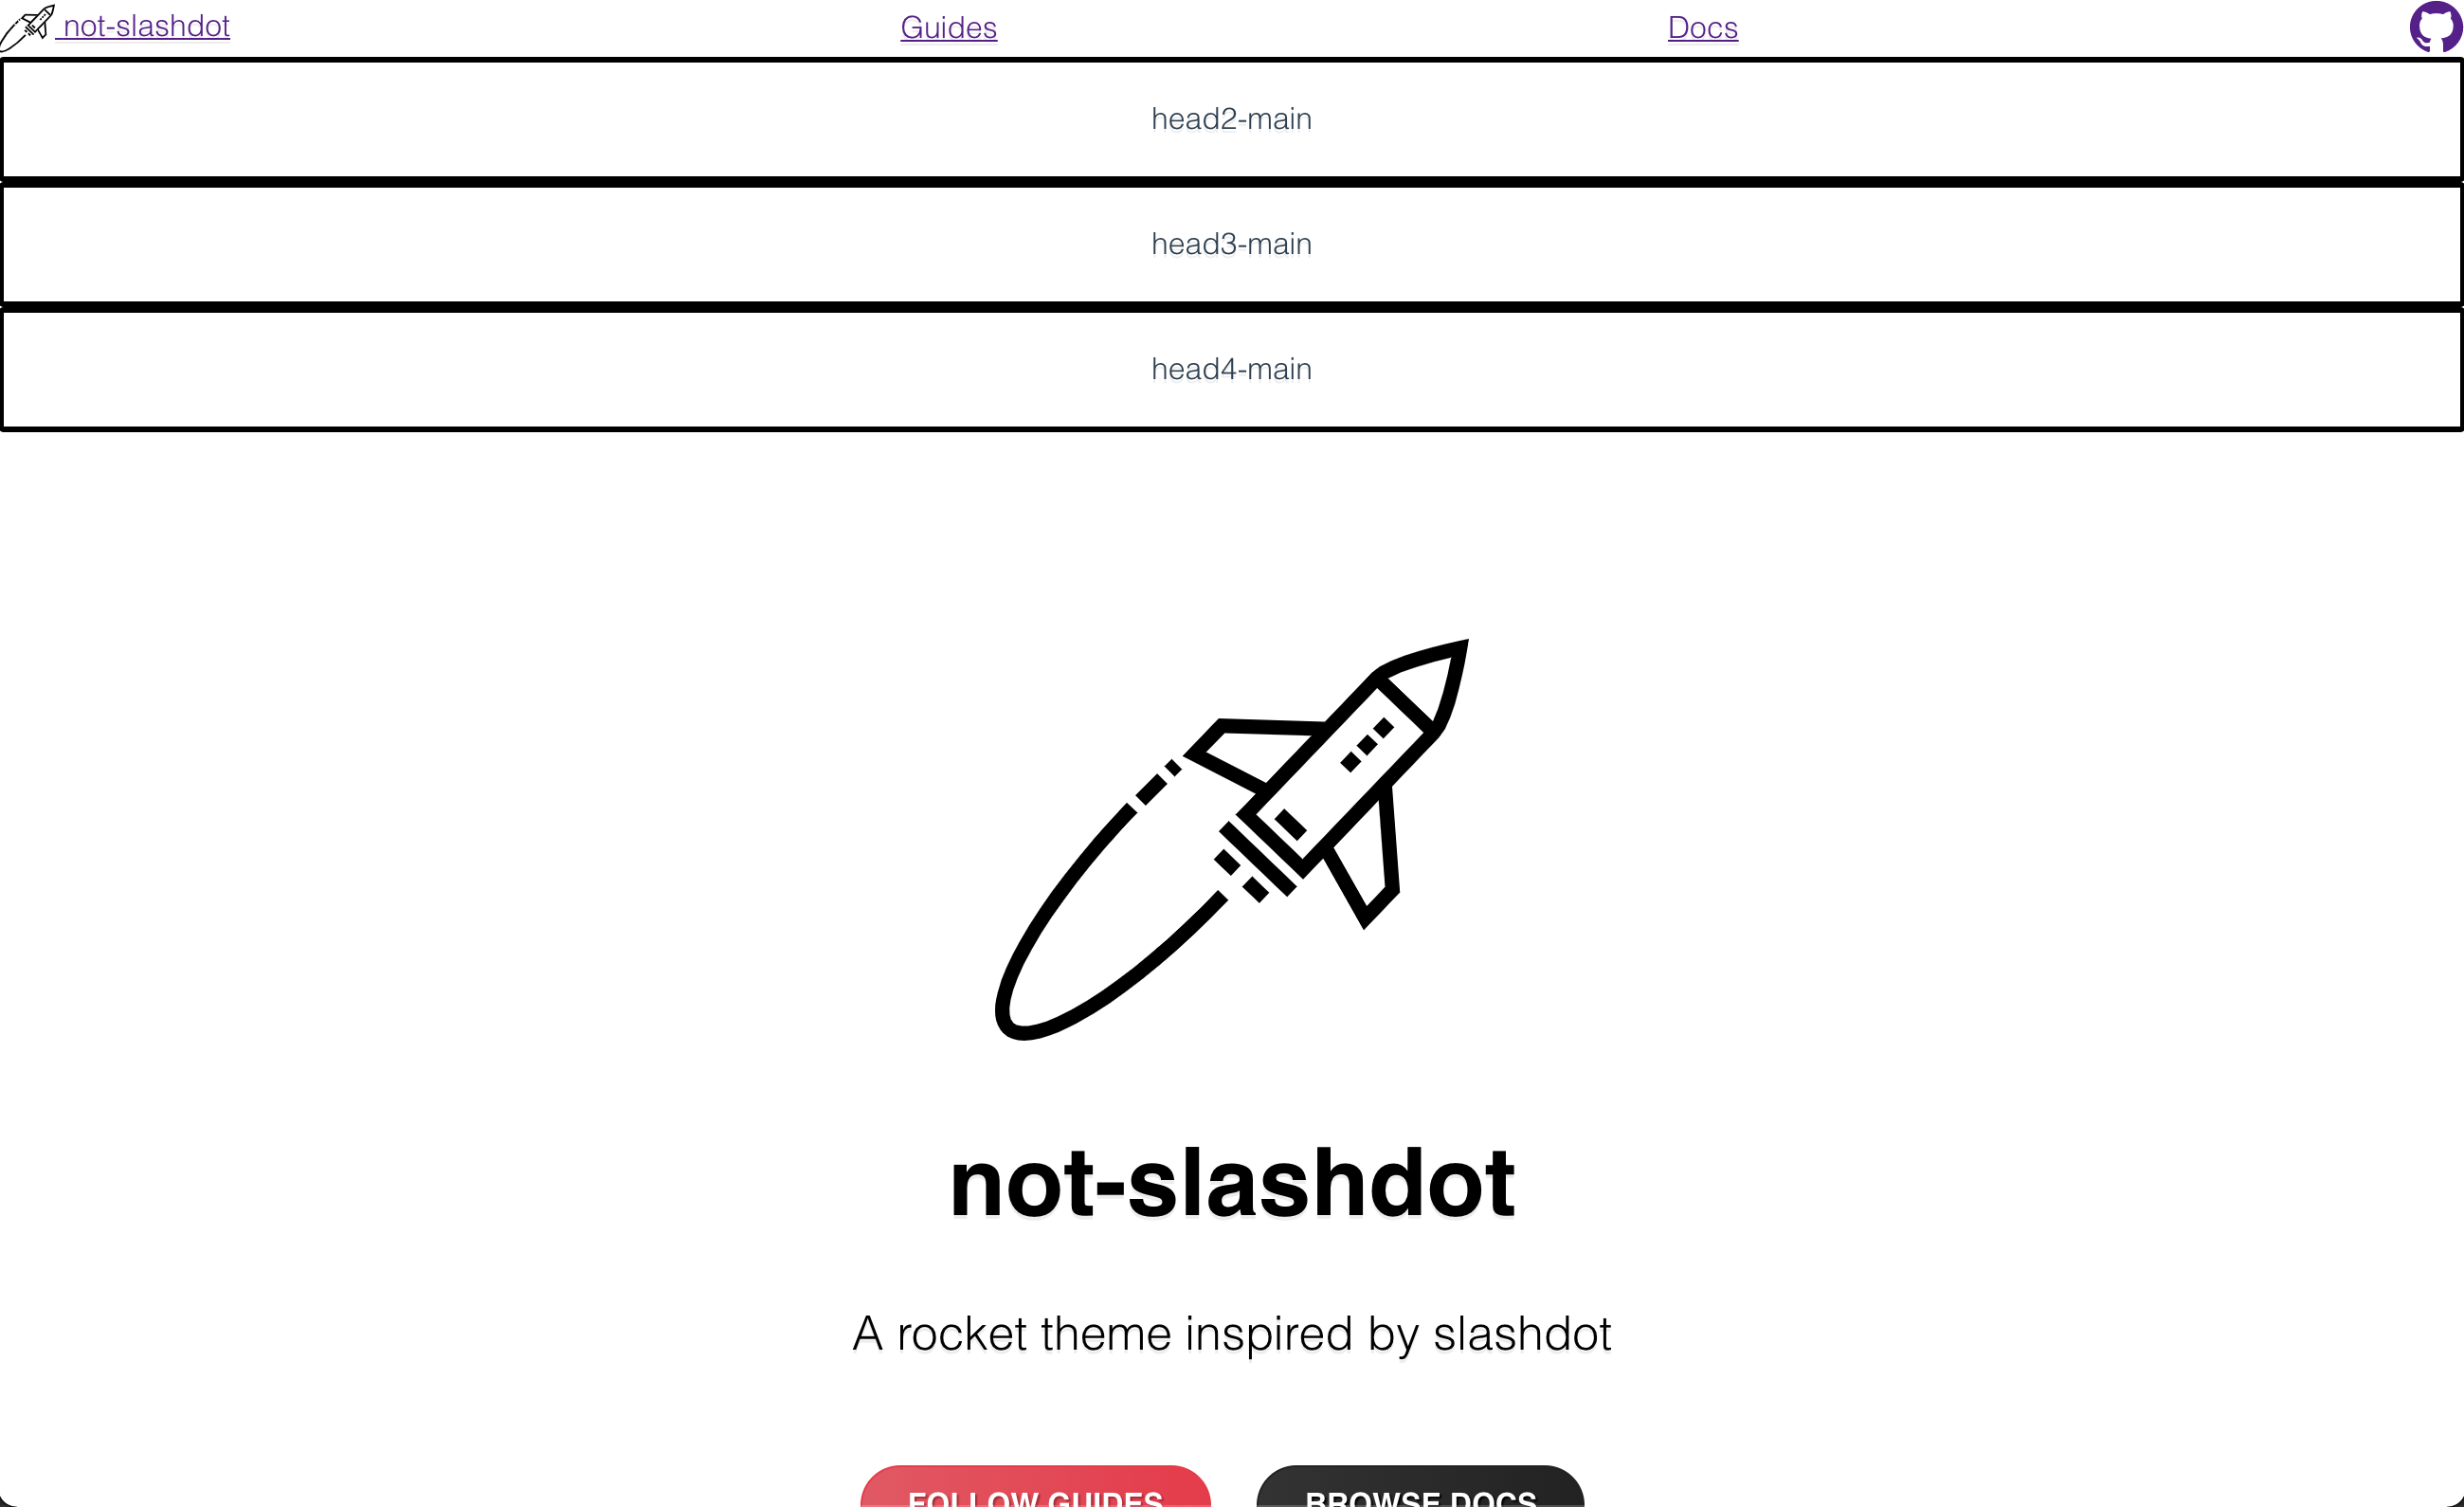 not-slashdot Guides Docs
head2-main
head3-main
head4-main
not-slashdot
A rocket theme inspired by slashdot
FOLLOW GUIDES BROWSE DOCS